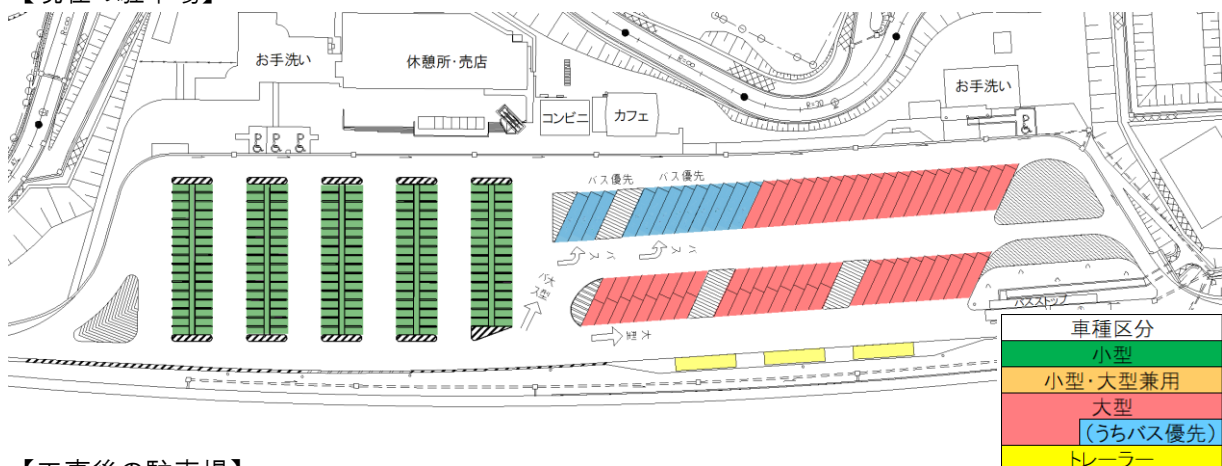 【現在の駐車場】
お手洗い
休憩所・売店
コンビニ
カフェ
お手洗い
R=8
R=20
P
P
P
P
バス優先
バス優先
バス
バス
大型
バス
大型
バスストップ
車種区分
小型
小型・大型兼用
大型
(うちバス優先)
トレーラー
【工事後の駐車場】